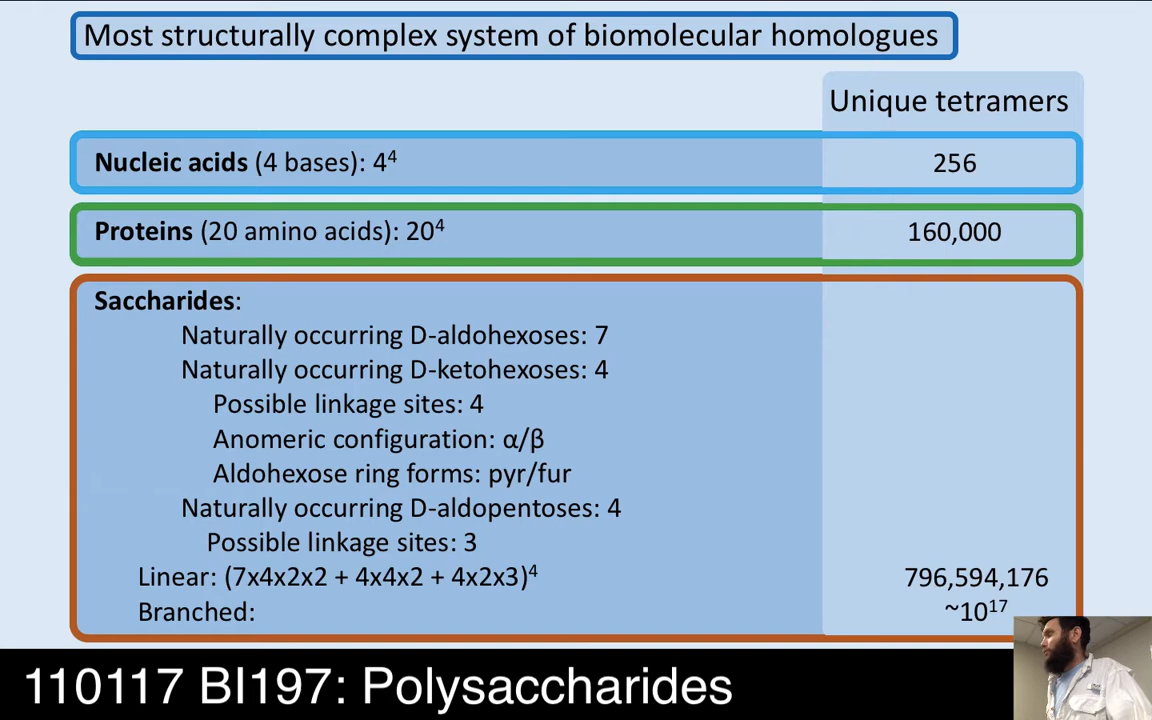 Most structurally complex system of biomolecular homologues
Unique tetramers
Nucleic acids (4 bases): 4⁴ 256
Proteins (20 amino acids): 20⁴ 160,000
Saccharides:
Naturally occurring D-aldohexoses: 7
Naturally occurring D-ketohexoses: 4
Possible linkage sites: 4
Anomeric configuration: α/β
Aldohexose ring forms: pyr/fur
Naturally occurring D-aldopentoses: 4
Possible linkage sites: 3
Linear: (7x4x2x2 + 4x4x2 + 4x2x3)⁴ 796,594,176
Branched: ~10¹⁷
110117 BI197: Polysaccharides